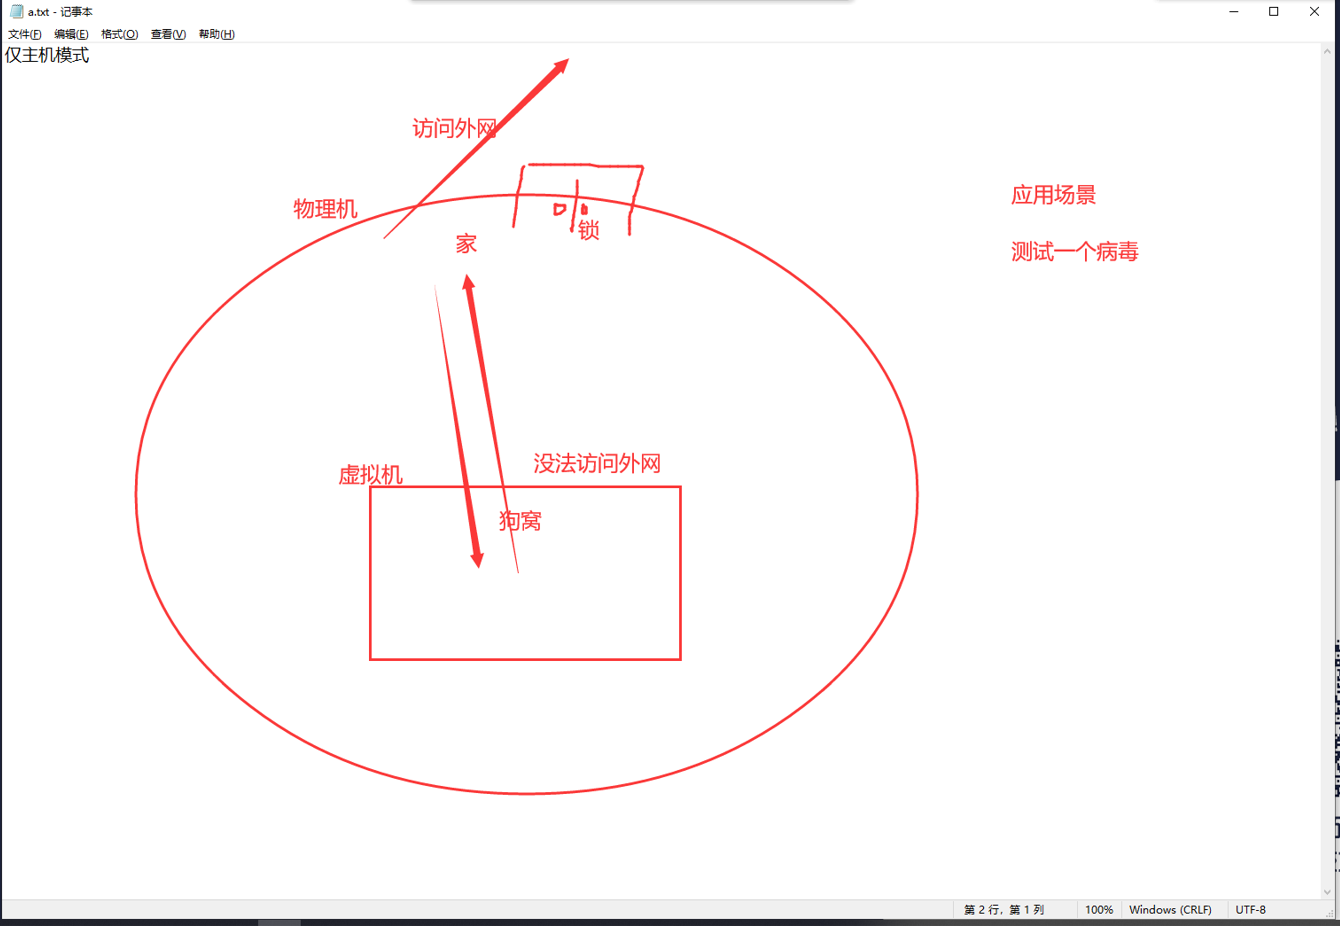 a.txt - 记事本
文件(F) 编辑(E) 格式(O) 查看(V) 帮助(H)
仅主机模式
访问外网
物理机
应用场景
锁
家
测试一个病毒
没法访问外网
虚拟机
狗窝
第 2 行，第 1 列 100% Windows (CRLF) UTF-8